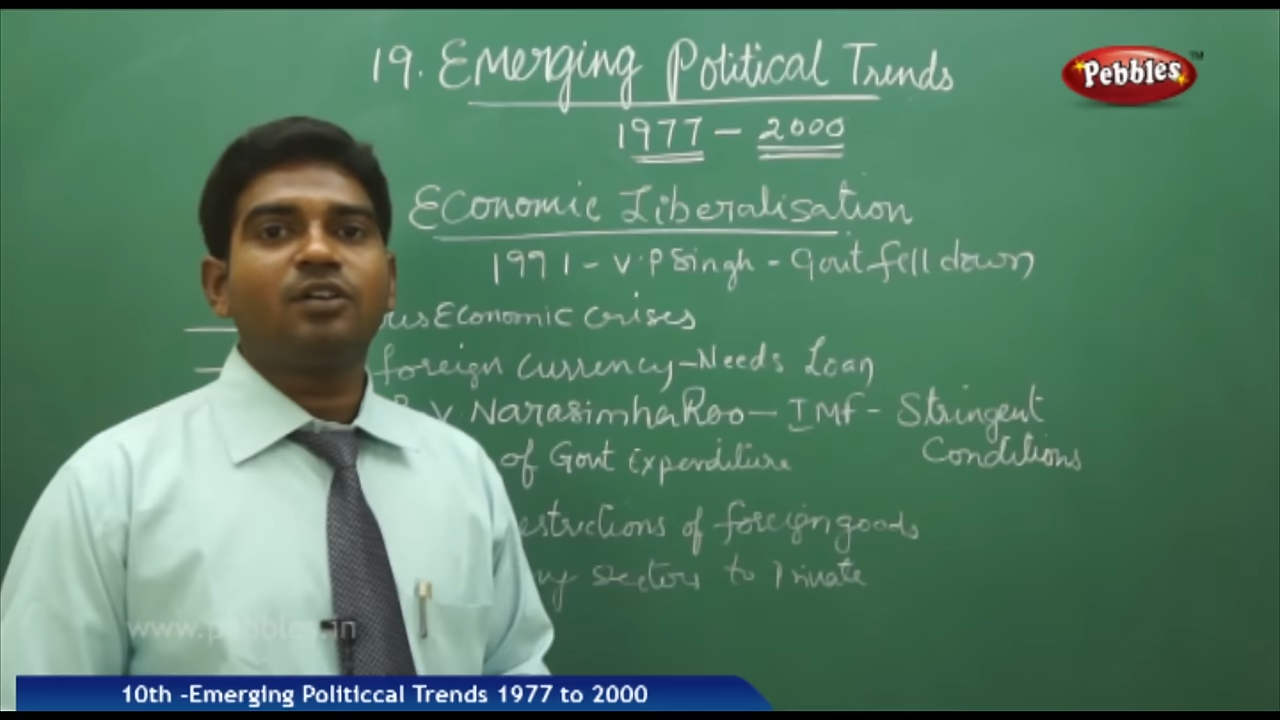 19. Emerging Political Trends
Pebbles™
1977 - 2000
Economic Liberalisation
1991 - V.P Singh - Govt fell down
Economic Crises
foreign Currency - Needs Loan
V Narasimha Rao - IMF - Stringent
Conditions
of Govt Expenditure
of foreign goods
Sectors to Private
www.pebbles.in
10th -Emerging Politiccal Trends 1977 to 2000